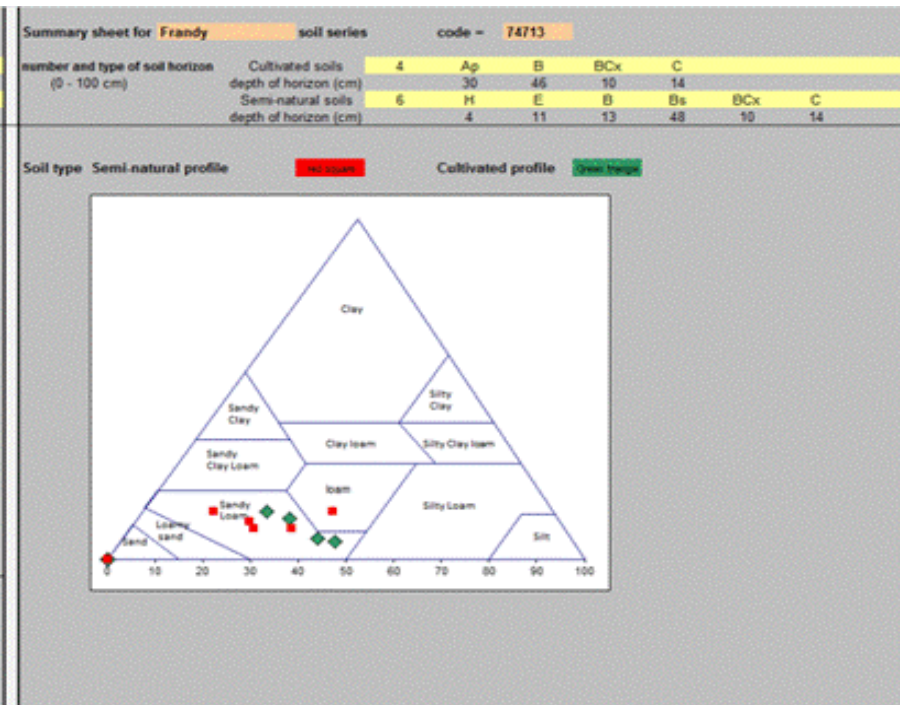 Summary sheet for Frandy soil series code = 74713
number and type of soil horizon Cultivated soils 4 Ap B BCx C
(0 - 100 cm) depth of horizon (cm) 30 46 10 14
Semi-natural soils 6 H E B Bs BCx C
depth of horizon (cm) 4 11 13 48 10 14
Soil type Semi-natural profile red square Cultivated profile Green
Clay
Silty
Clay
Sandy
Clay
Clay loam
Silty Clay loam
Sandy
Clay Loam
loam
Sandy
Loam
Silty Loam
Loamy
sand
Sand
Silt
0 10 20 30 40 50 60 70 80 90 100